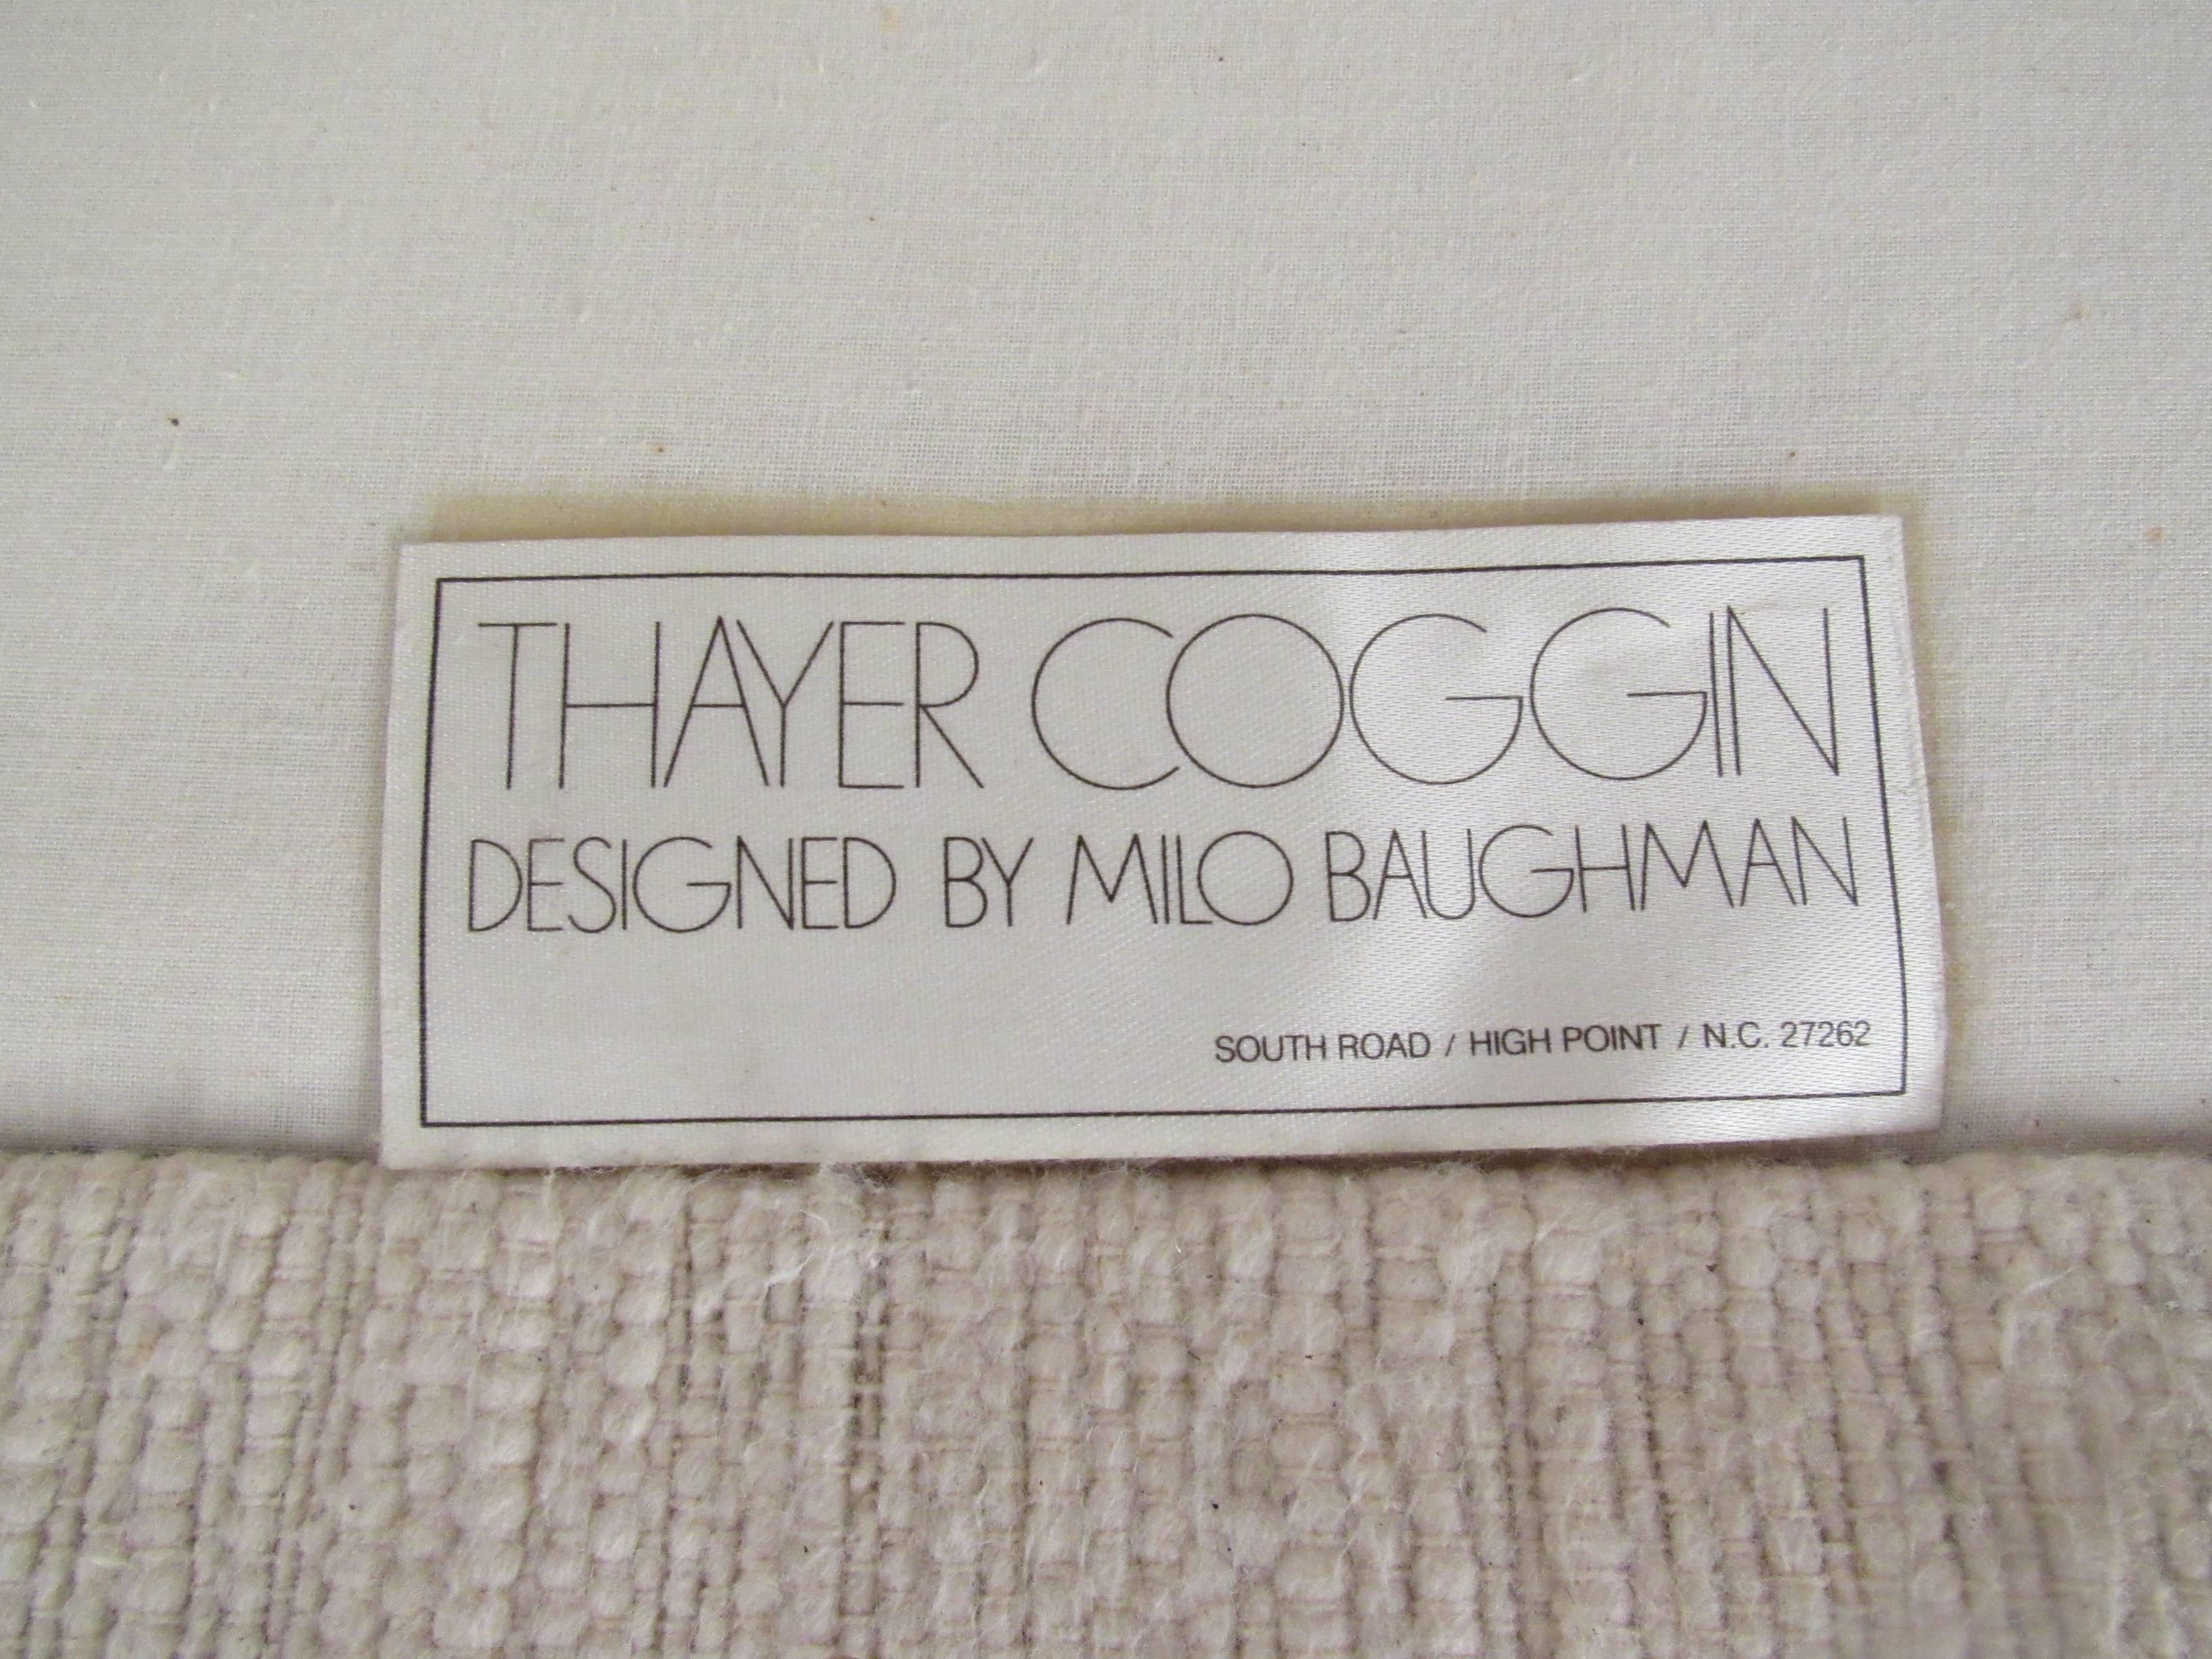 THAYER COGGIN
DESIGNED BY MILO BAUGHMAN
SOUTH ROAD / HIGH POINT / N.C. 27262